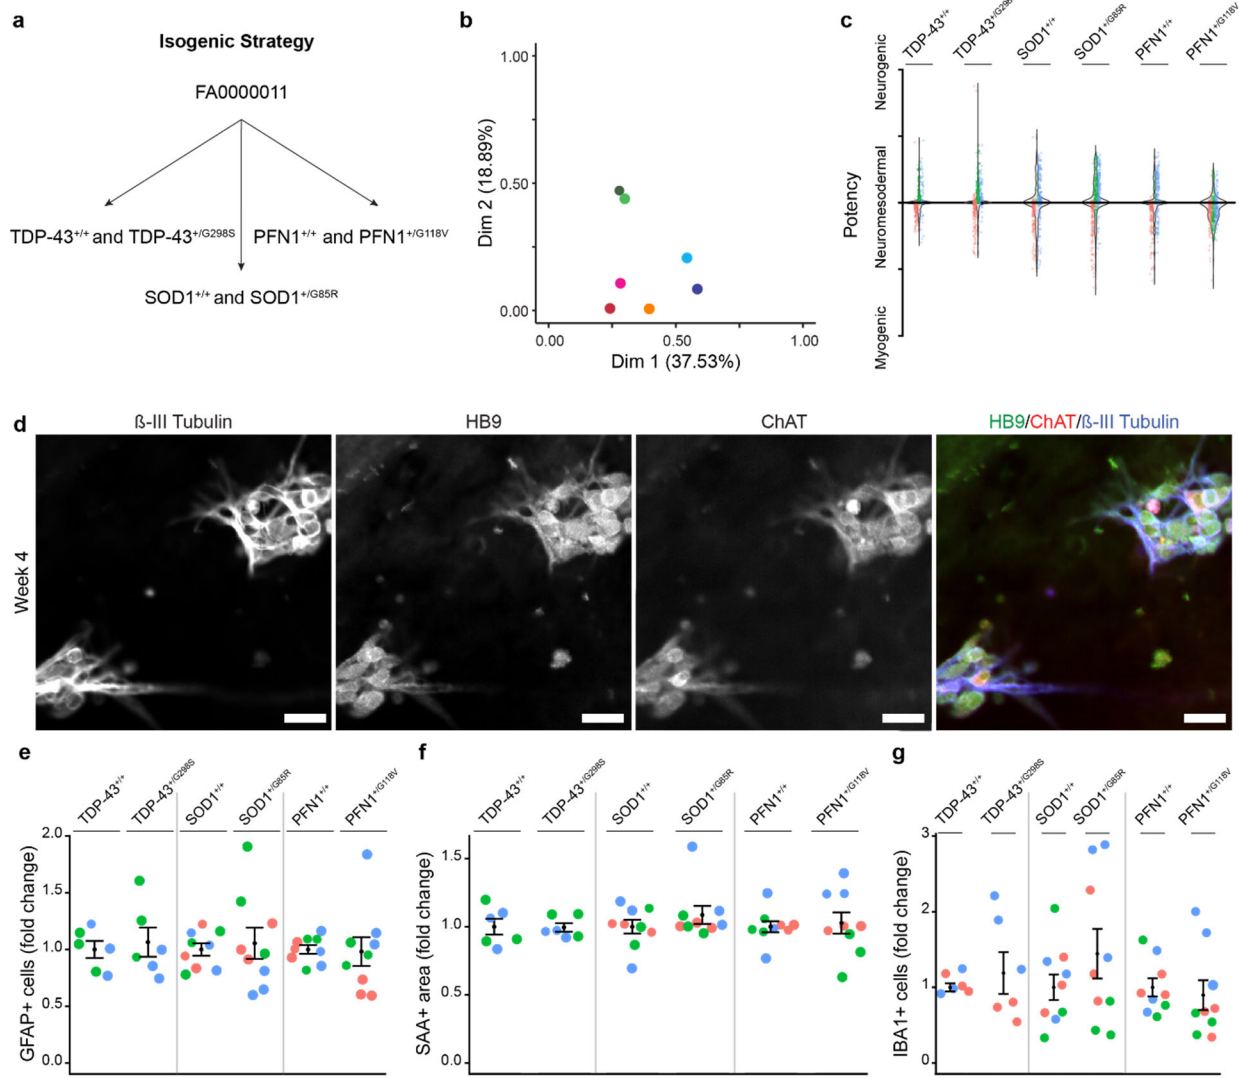 a
Isogenic Strategy
FA0000011
TDP-43+/+ and TDP-43+/G298S
PFN1+/+ and PFN1+/G118V
SOD1+/+ and SOD1+/G85R
b
1.00
0.50
0.00
Dim 2 (18.89%)
0.00 0.50 1.00
Dim 1 (37.53%)
c
TDP-43+/+
TDP-43+/G298
SOD1+/+
SOD1+/G85R
PFN1+/+
PFN1+/G118V
Potency
Neurogenic
Neuromesodermal
Myogenic
d
ß-III Tubulin
HB9
ChAT
HB9/ChAT/ß-III Tubulin
Week 4
e
TDP-43+/+
TDP-43+/G298S
SOD1+/+
SOD1+/G85R
PFN1+/+
PFN1+/G118V
GFAP+ cells (fold change)
2.0
1.5
1.0
0.5
0.0
f
TDP-43+/+
TDP-43+/G298S
SOD1+/+
SOD1+/G85R
PFN1+/+
PFN1+/G118V
SAA+ area (fold change)
1.5
1.0
0.5
0.0
g
TDP-43+/+
TDP-43+/G298S
SOD1+/+
SOD1+/G85R
PFN1+/+
PFN1+/G118V
IBA1+ cells (fold change)
3
2
1
0